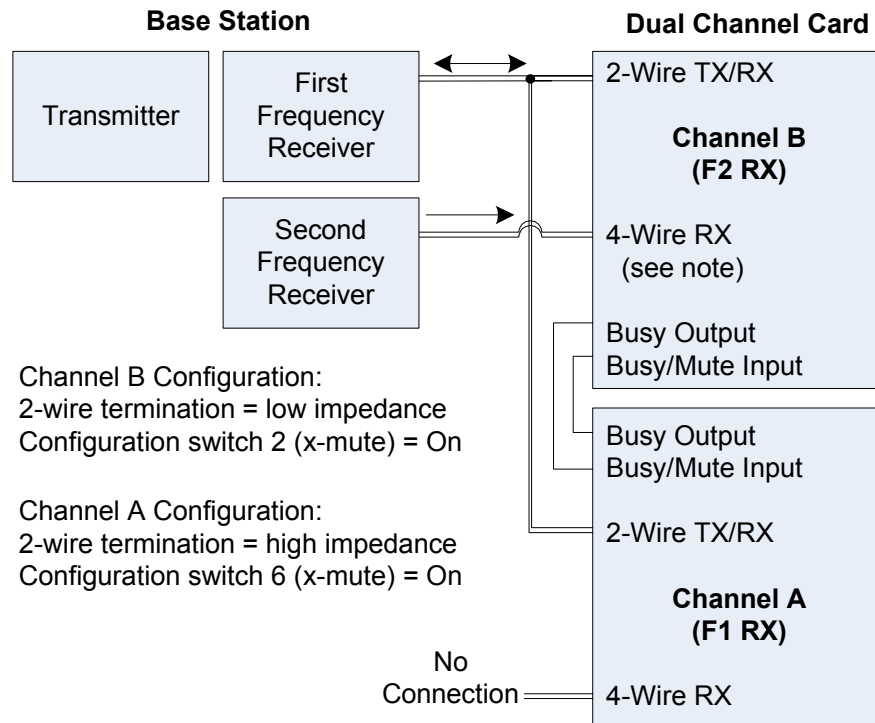 Base Station
Dual Channel Card
Transmitter
First
Frequency
Receiver
2-Wire TX/RX
Channel B
(F2 RX)
Second
Frequency
Receiver
4-Wire RX
(see note)
Busy Output
Busy/Mute Input
Channel B Configuration:
2-wire termination = low impedance
Configuration switch 2 (x-mute) = On
Channel A Configuration:
2-wire termination = high impedance
Configuration switch 6 (x-mute) = On
Busy Output
Busy/Mute Input
2-Wire TX/RX
Channel A
(F1 RX)
No
Connection
4-Wire RX